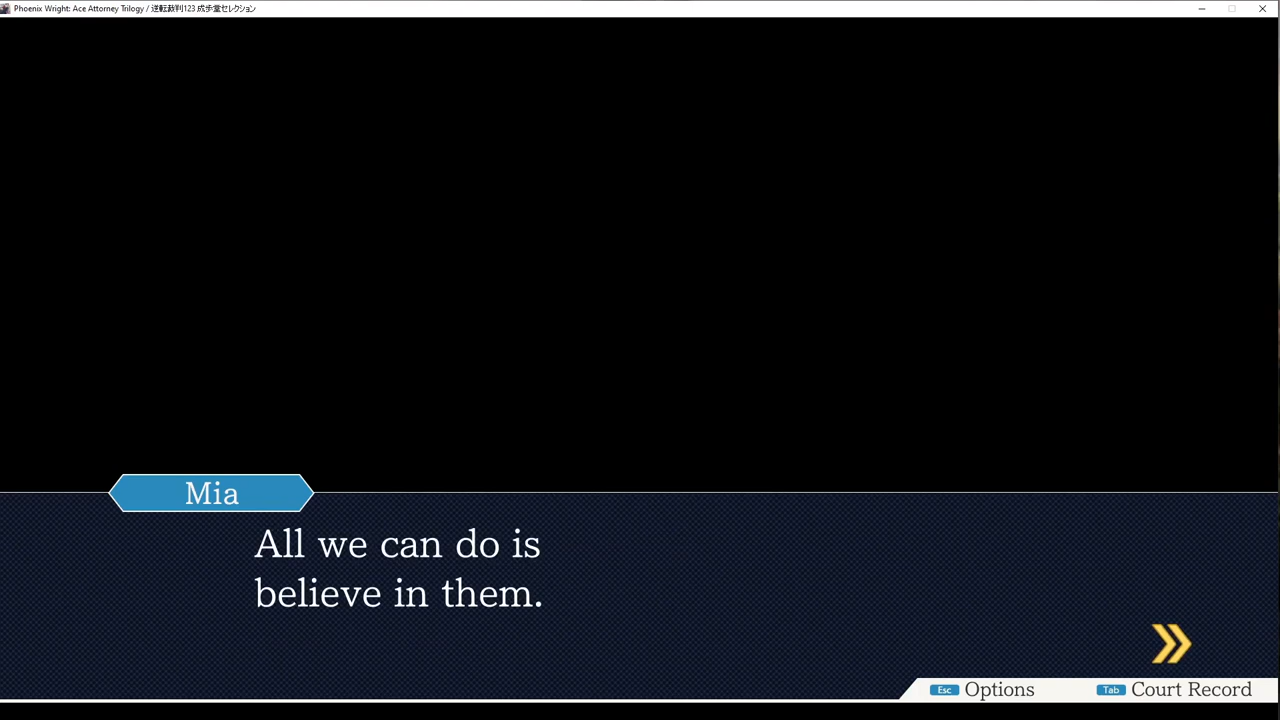 Phoenix Wright: Ace Attorney Trilogy / 逆転裁判123 成歩堂セレクション
Mia
All we can do is
believe in them.
Esc Options Tab Court Record